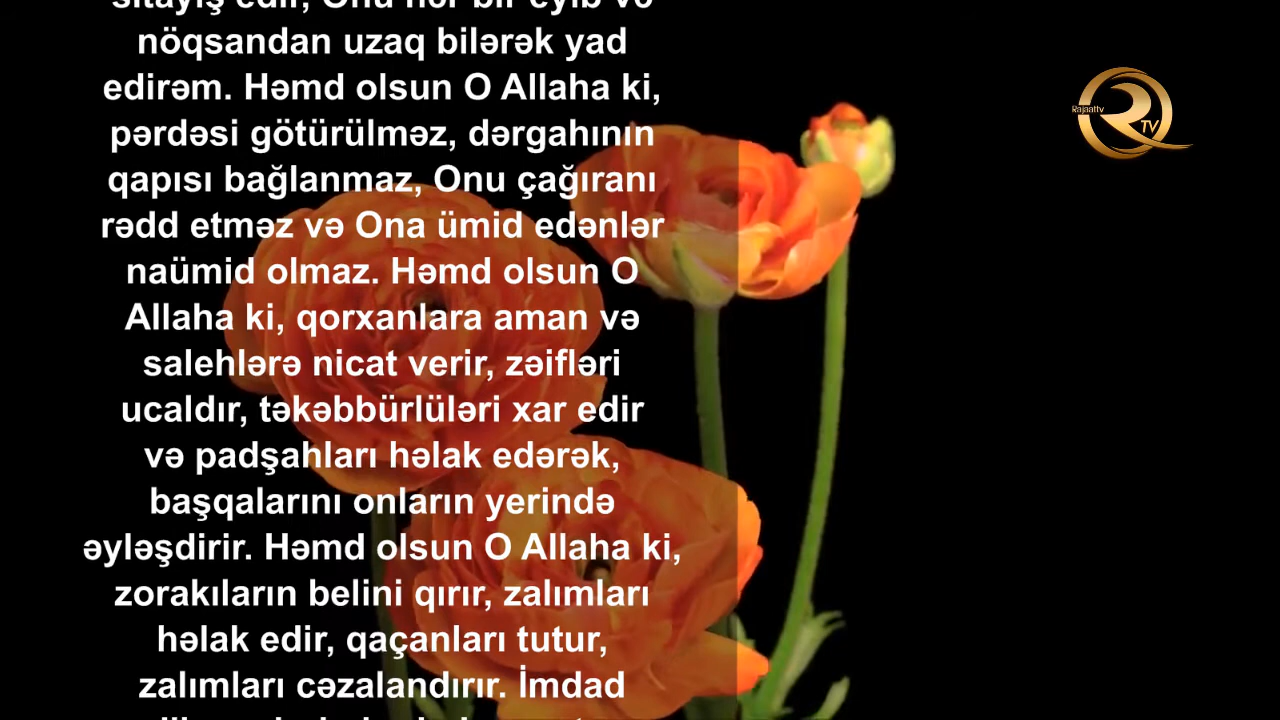 nöqsandan uzaq bilərək yad
edirəm. Həmd olsun O Allaha ki,
pərdəsi götürülməz, dərgahının
qapısı bağlanmaz, Onu çağıranı
rədd etməz və Ona ümid edənlər
naümid olmaz. Həmd olsun O
Allaha ki, qorxanlara aman və
salehlərə nicat verir, zəifləri
ucaldır, təkəbbürlüləri xar edir
və padşahları həlak edərək,
başqalarını onların yerində
əyləşdirir. Həmd olsun O Allaha ki,
zorakıların belini qırır, zalımları
həlak edir, qaçanları tutur,
zalımları cəzalandırır. İmdad
Rajaattv
R TV